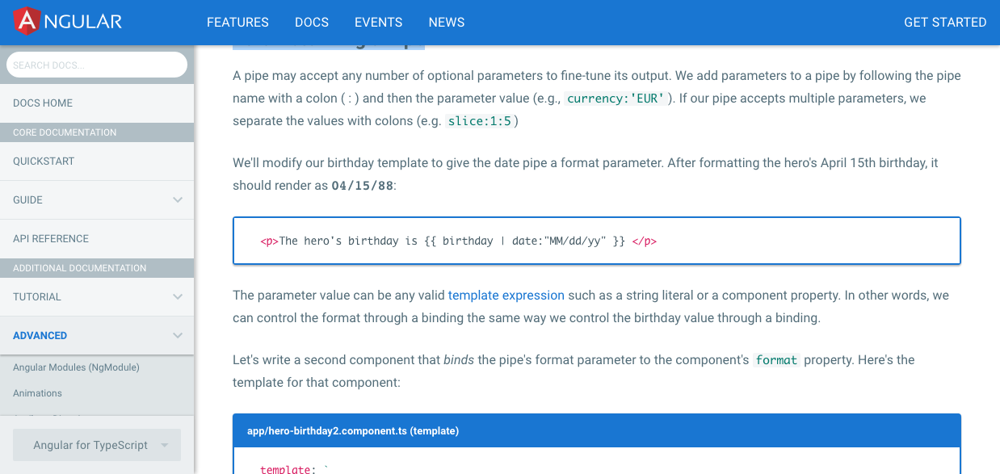 ANGULAR
FEATURES DOCS EVENTS NEWS GET STARTED
SEARCH DOCS...
DOCS HOME
CORE DOCUMENTATION
QUICKSTART
GUIDE
API REFERENCE
ADDITIONAL DOCUMENTATION
TUTORIAL
ADVANCED
Angular Modules (NgModule)
Animations
Angular for TypeScript
A pipe may accept any number of optional parameters to fine-tune its output. We add parameters to a pipe by following the pipe
name with a colon ( : ) and then the parameter value (e.g., currency:'EUR' ). If our pipe accepts multiple parameters, we
separate the values with colons (e.g. slice:1:5 )
We'll modify our birthday template to give the date pipe a format parameter. After formatting the hero's April 15th birthday, it
should render as 04/15/88:
<p>The hero's birthday is {{ birthday | date:"MM/dd/yy" }} </p>
The parameter value can be any valid template expression such as a string literal or a component property. In other words, we
can control the format through a binding the same way we control the birthday value through a binding.
Let's write a second component that binds the pipe's format parameter to the component's format property. Here's the
template for that component:
app/hero-birthday2.component.ts (template)
template: `